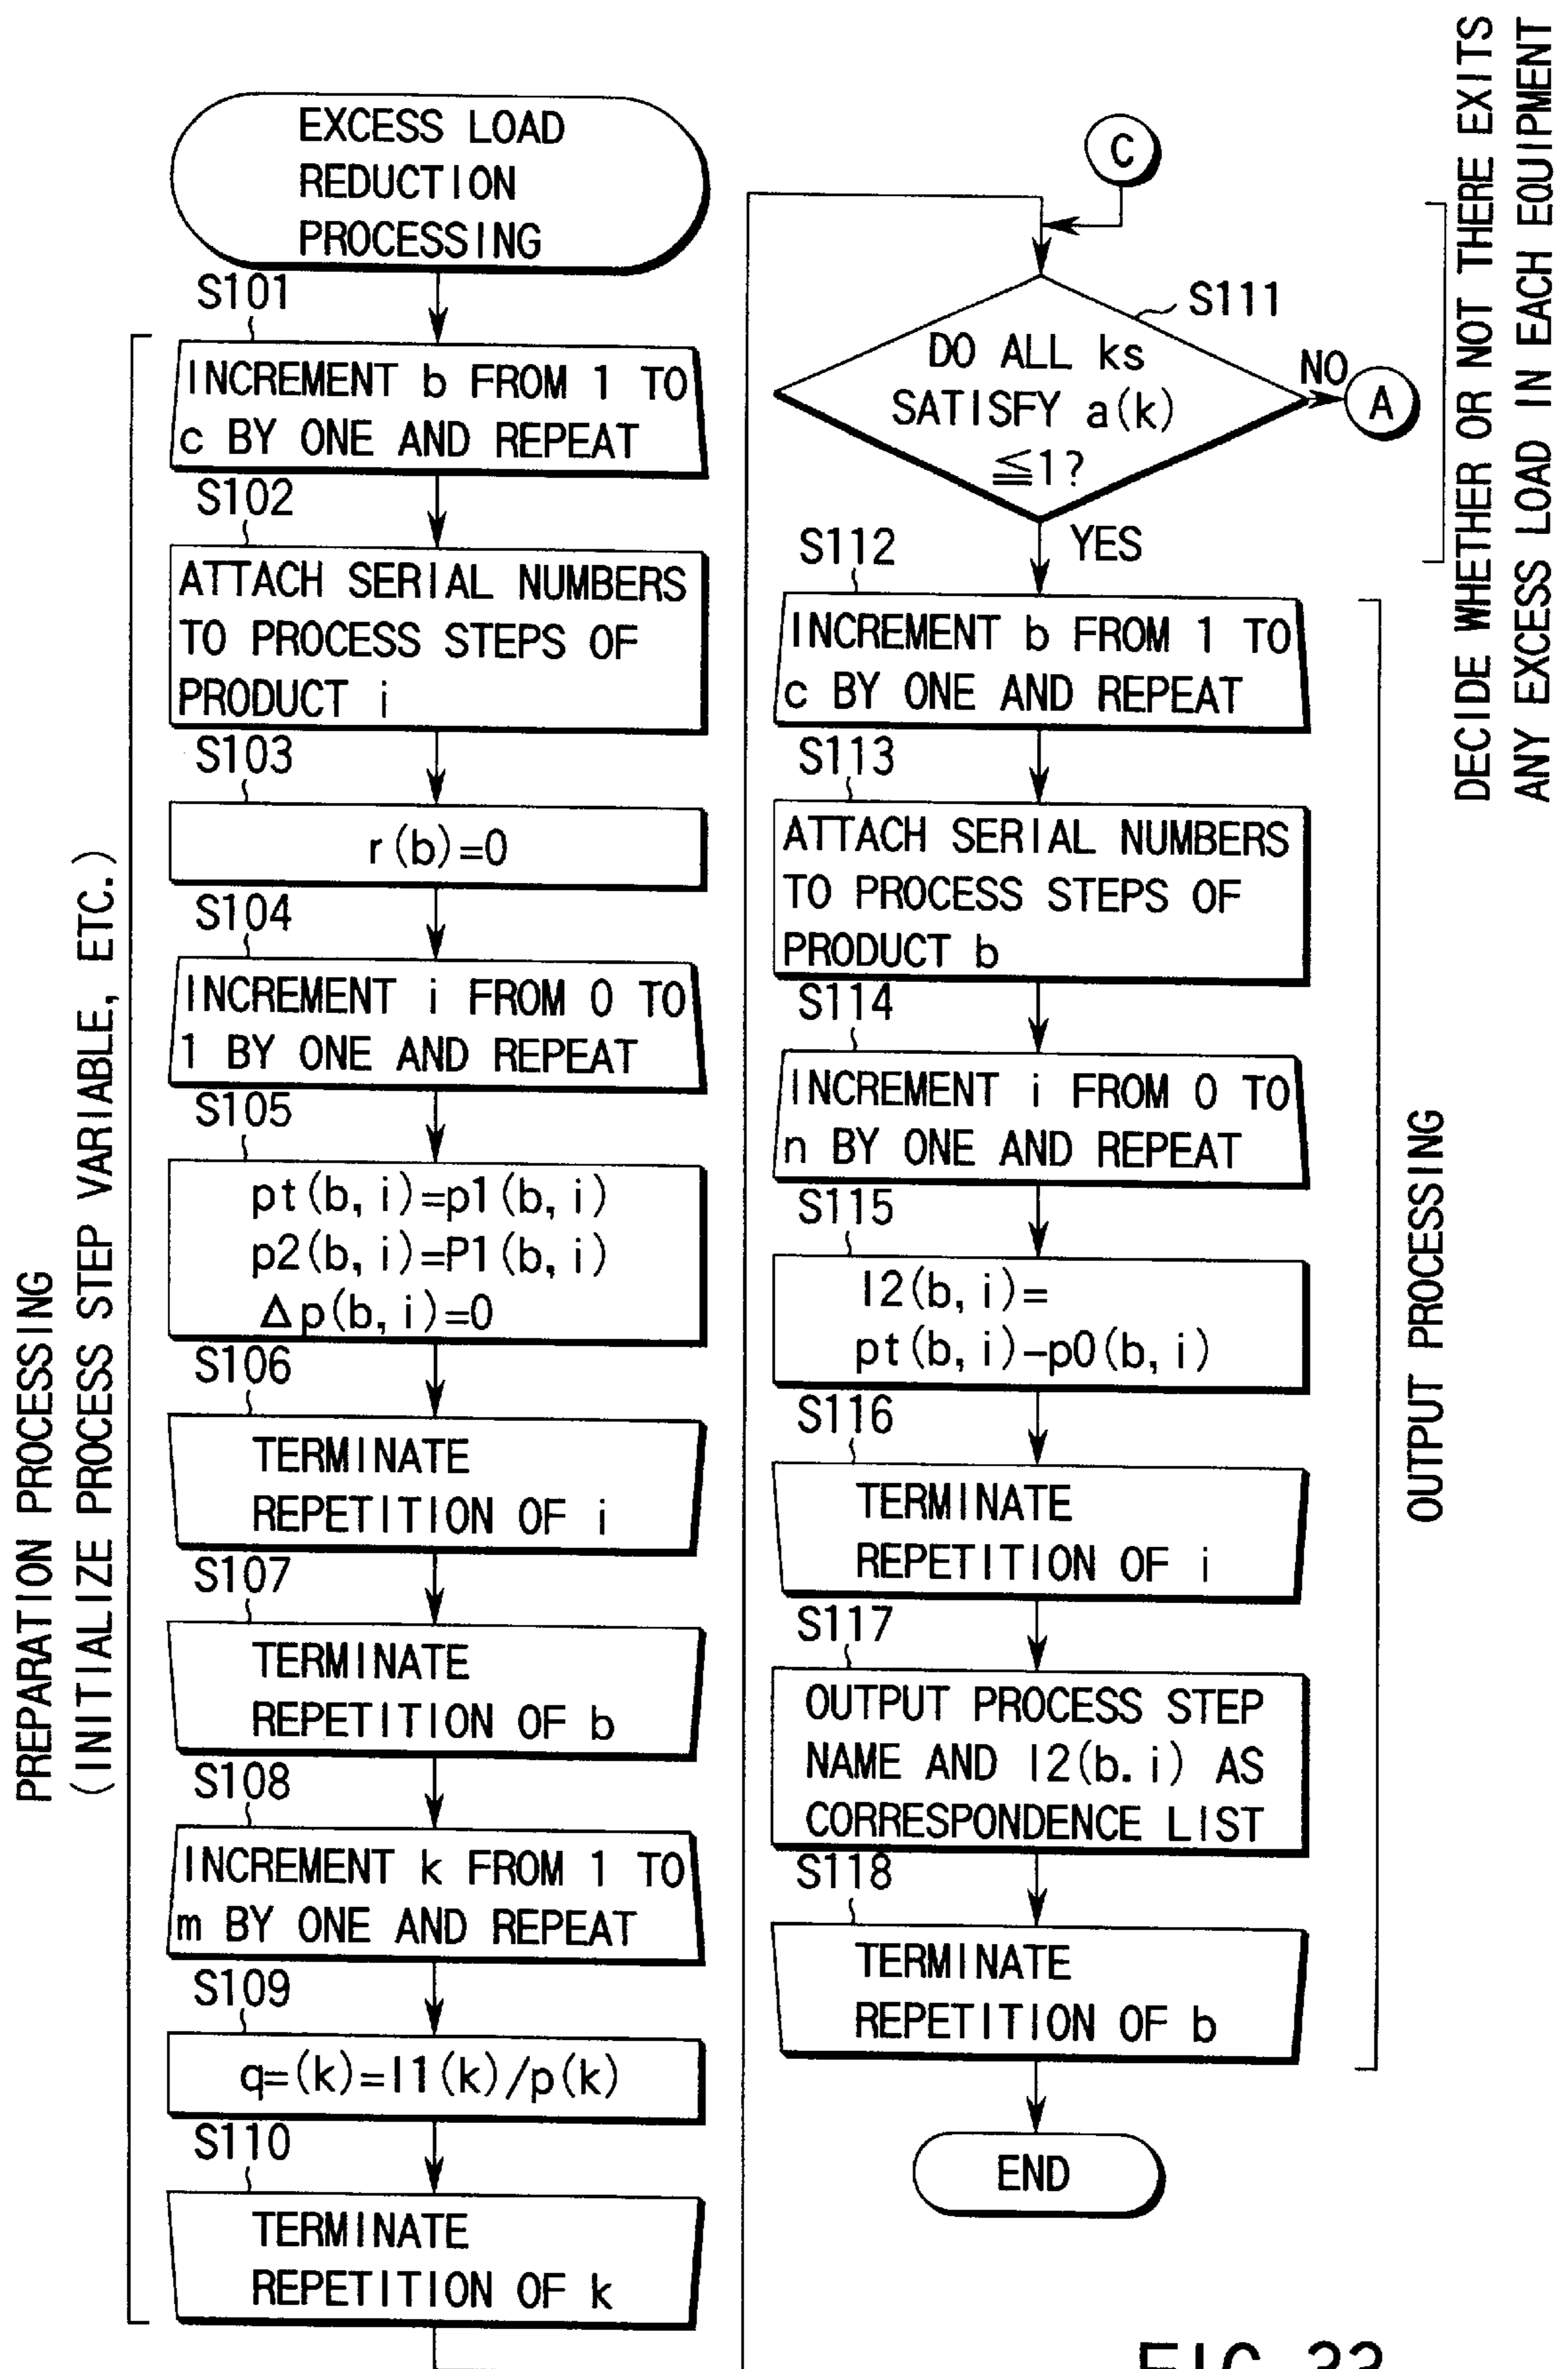 EXCESS LOAD
REDUCTION
PROCESSING
S101
INCREMENT b FROM 1 TO
c BY ONE AND REPEAT
S102
ATTACH SERIAL NUMBERS
TO PROCESS STEPS OF
PRODUCT i
S103
r(b)=0
S104
INCREMENT i FROM 0 TO
1 BY ONE AND REPEAT
S105
pt(b, i)=p1(b, i)
p2(b, i)=P1(b, i)
Δp(b, i)=0
S106
TERMINATE
REPETITION OF i
S107
TERMINATE
REPETITION OF b
S108
INCREMENT k FROM 1 TO
m BY ONE AND REPEAT
S109
q=(k)=l1(k)/p(k)
S110
TERMINATE
REPETITION OF k
PREPARATION PROCESSING
(INITIALIZE PROCESS STEP VARIABLE, ETC.)
C
S111
DO ALL ks
SATISFY a(k)
≦1?
NO
A
YES
S112
INCREMENT b FROM 1 TO
c BY ONE AND REPEAT
S113
ATTACH SERIAL NUMBERS
TO PROCESS STEPS OF
PRODUCT b
S114
INCREMENT i FROM 0 TO
n BY ONE AND REPEAT
S115
l2(b, i)=
pt(b, i)-p0(b, i)
S116
TERMINATE
REPETITION OF i
S117
OUTPUT PROCESS STEP
NAME AND l2(b. i) AS
CORRESPONDENCE LIST
S118
TERMINATE
REPETITION OF b
END
DECIDE WHETHER OR NOT THERE EXITS
ANY EXCESS LOAD IN EACH EQUIPMENT
OUTPUT PROCESSING
FIG. 33